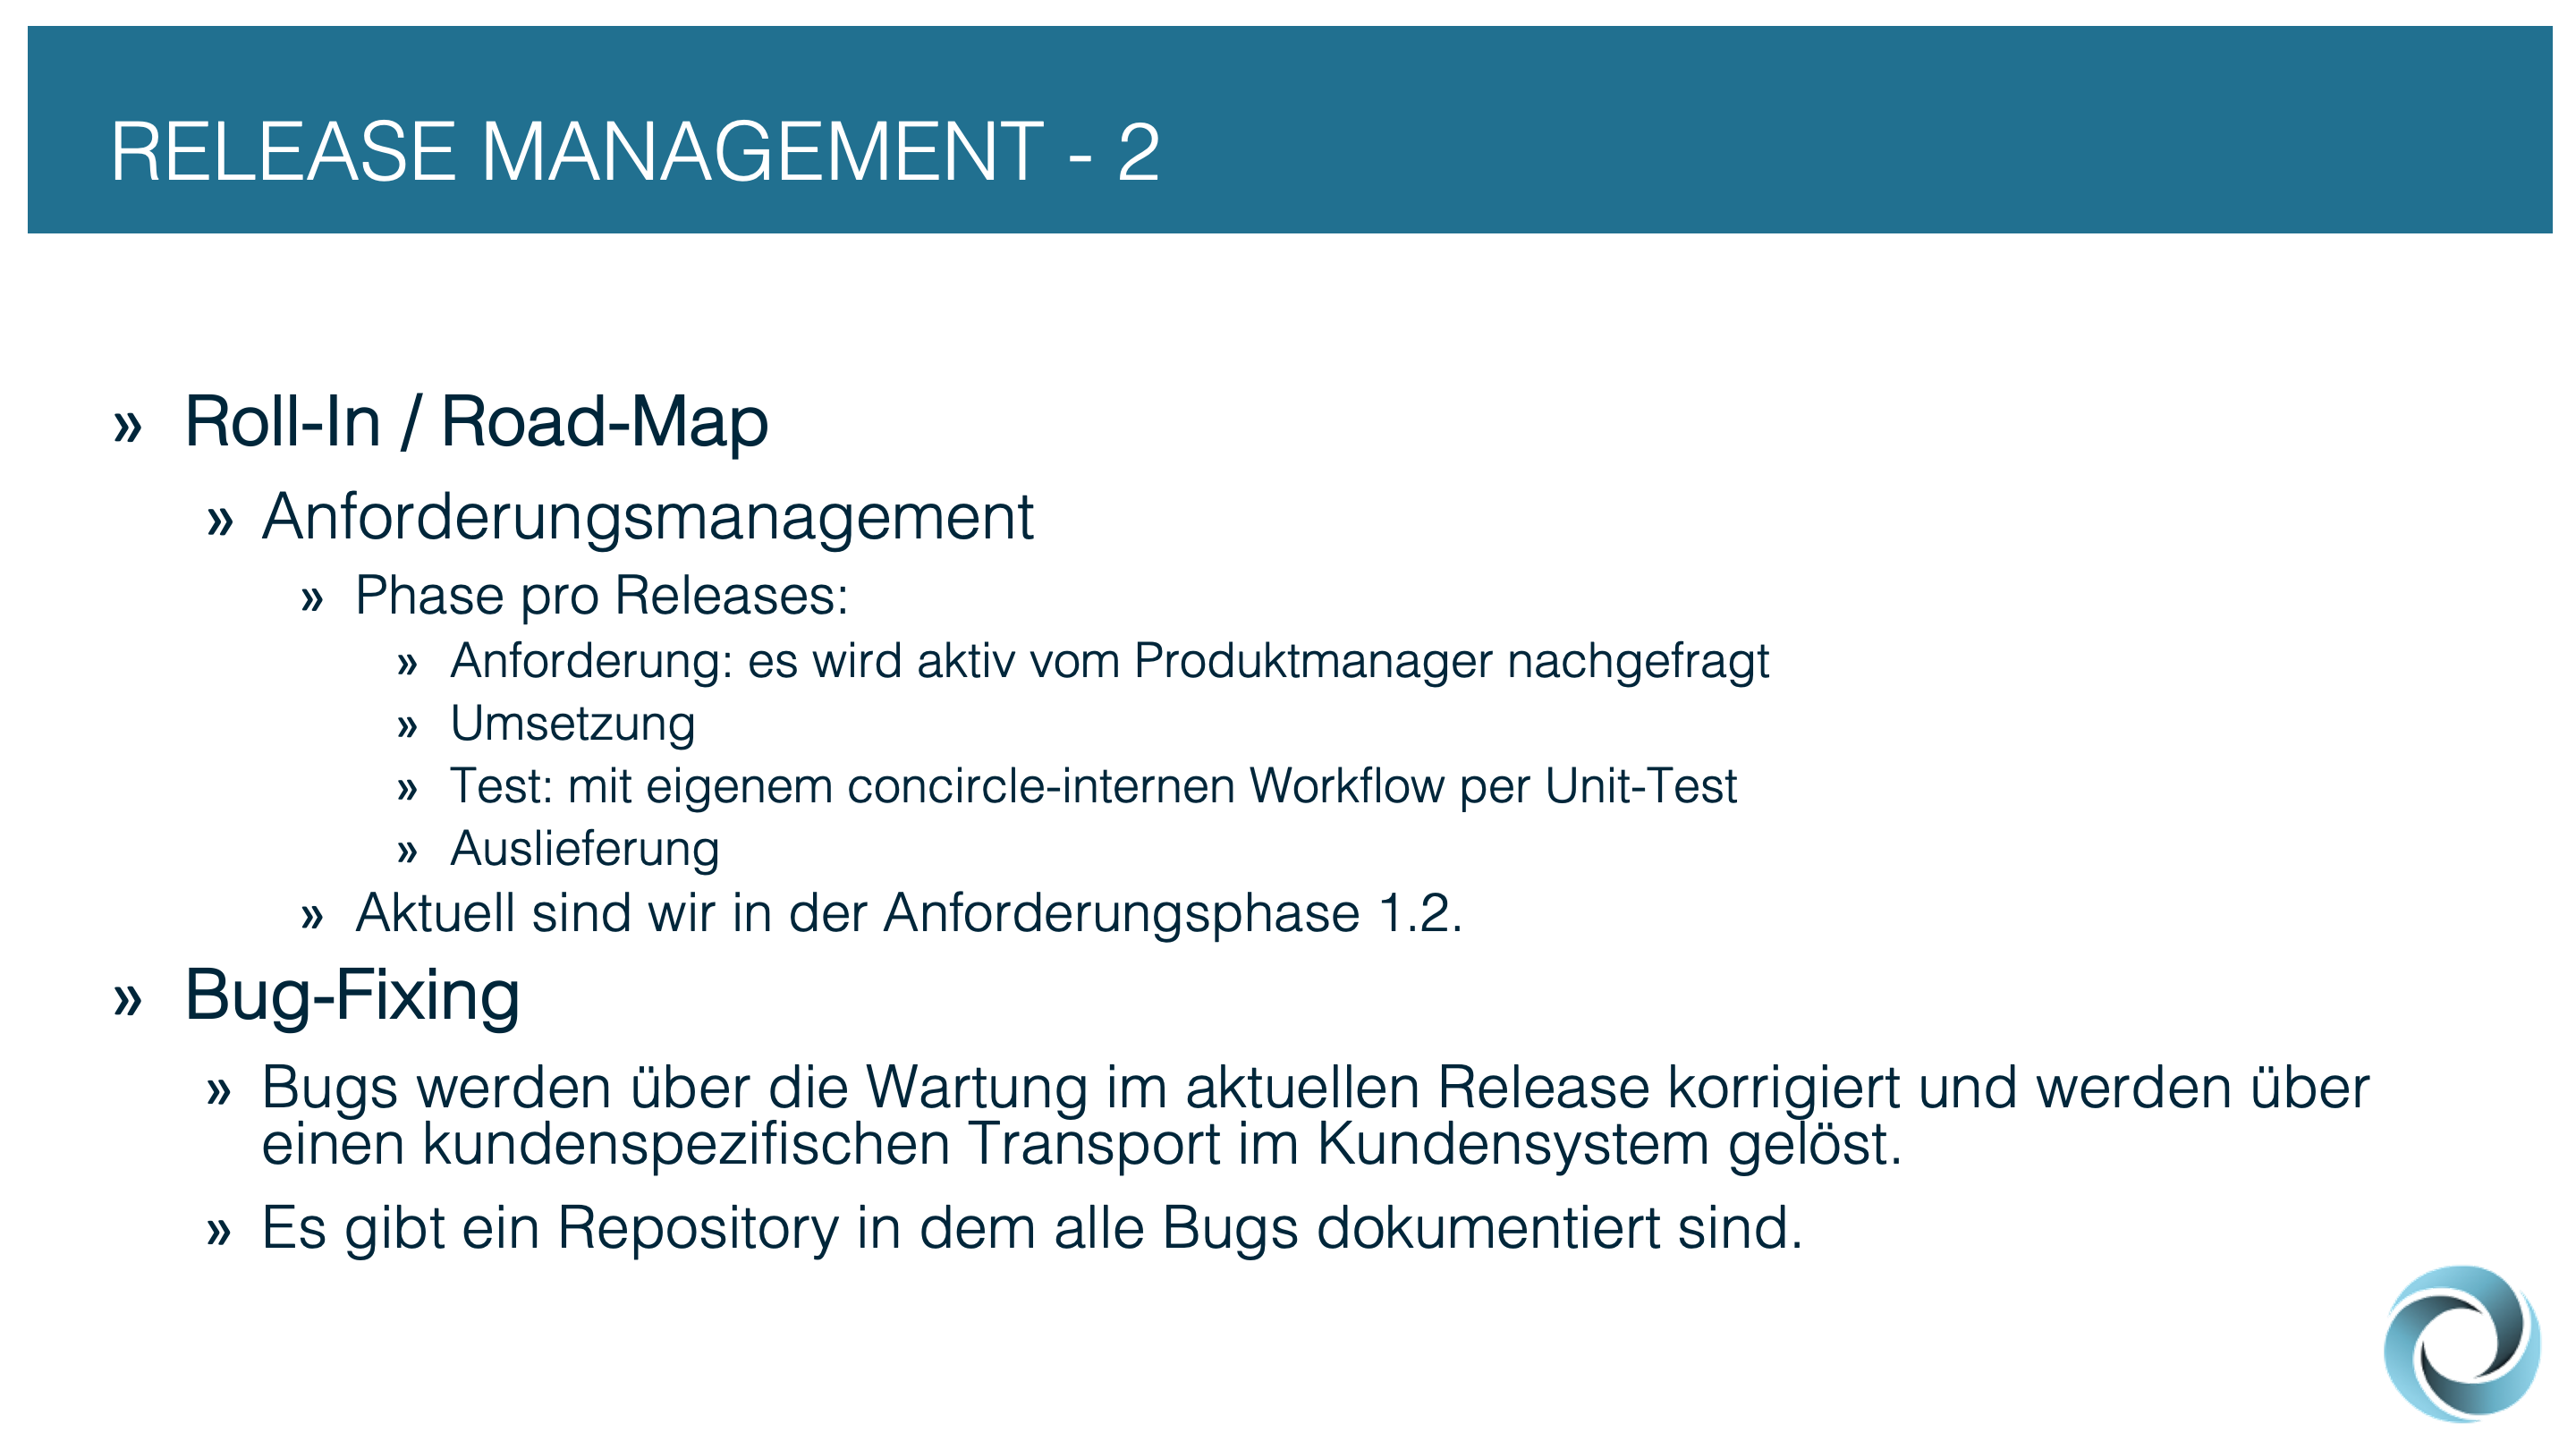 RELEASE MANAGEMENT - 2
» Roll-In / Road-Map
» Anforderungsmanagement
» Phase pro Releases:
» Anforderung: es wird aktiv vom Produktmanager nachgefragt
» Umsetzung
» Test: mit eigenem concircle-internen Workflow per Unit-Test
» Auslieferung
» Aktuell sind wir in der Anforderungsphase 1.2.
» Bug-Fixing
» Bugs werden über die Wartung im aktuellen Release korrigiert und werden über
einen kundenspezifischen Transport im Kundensystem gelöst.
» Es gibt ein Repository in dem alle Bugs dokumentiert sind.